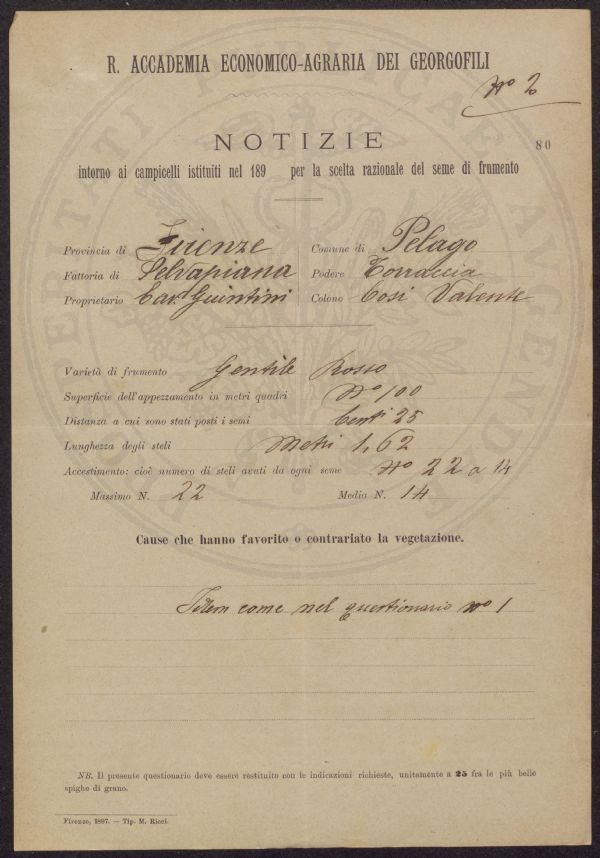 R. ACCADEMIA ECONOMICO-AGRARIA DEI GEORGOFILI
Nº 2
NOTIZIE
80
intorno ai campicelli istituiti nel 189 per la scelta razionale del seme di frumento
Provincia di Firenze Comune di Pelago
Fattoria di Selvapiana Podere Torraccia
Proprietario Cav. Giuntini Colono Cosi Valente
Varietà di frumento Gentile Rosso
Superficie dell'appezzamento in metri quadri Nº 100
Distanza a cui sono stati posti i semi Centi 25
Lunghezza degli steli Metri 1,62
Accestimento: cioè numero di steli avuti da ogni seme Nº 22 a 14
Massimo N. 22 Media N. 14
Cause che hanno favorito o contrariato la vegetazione.
Idem come nel questionario nº 1
NB. Il presente questionario deve essere restituito con le indicazioni richieste, unitamente a 25 fra le più belle
spighe di grano.
Firenze, 1897. — Tip. M. Ricci.